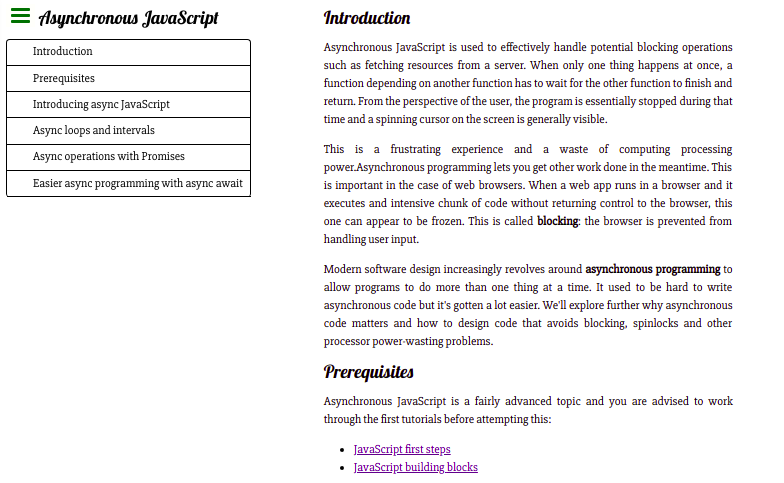 Asynchronous JavaScript
Introduction
Prerequisites
Introducing async JavaScript
Async loops and intervals
Async operations with Promises
Easier async programming with async await
Introduction
Asynchronous JavaScript is used to effectively handle potential blocking operations
such as fetching resources from a server. When only one thing happens at once, a
function depending on another function has to wait for the other function to finish and
return. From the perspective of the user, the program is essentially stopped during that
time and a spinning cursor on the screen is generally visible.
This is a frustrating experience and a waste of computing processing
power.Asynchronous programming lets you get other work done in the meantime. This
is important in the case of web browsers. When a web app runs in a browser and it
executes and intensive chunk of code without returning control to the browser, this
one can appear to be frozen. This is called blocking: the browser is prevented from
handling user input.
Modern software design increasingly revolves around asynchronous programming to
allow programs to do more than one thing at a time. It used to be hard to write
asynchronous code but it's gotten a lot easier. We'll explore further why asynchronous
code matters and how to design code that avoids blocking, spinlocks and other
processor power-wasting problems.
Prerequisites
Asynchronous JavaScript is a fairly advanced topic and you are advised to work
through the first tutorials before attempting this:
• JavaScript first steps
• JavaScript building blocks